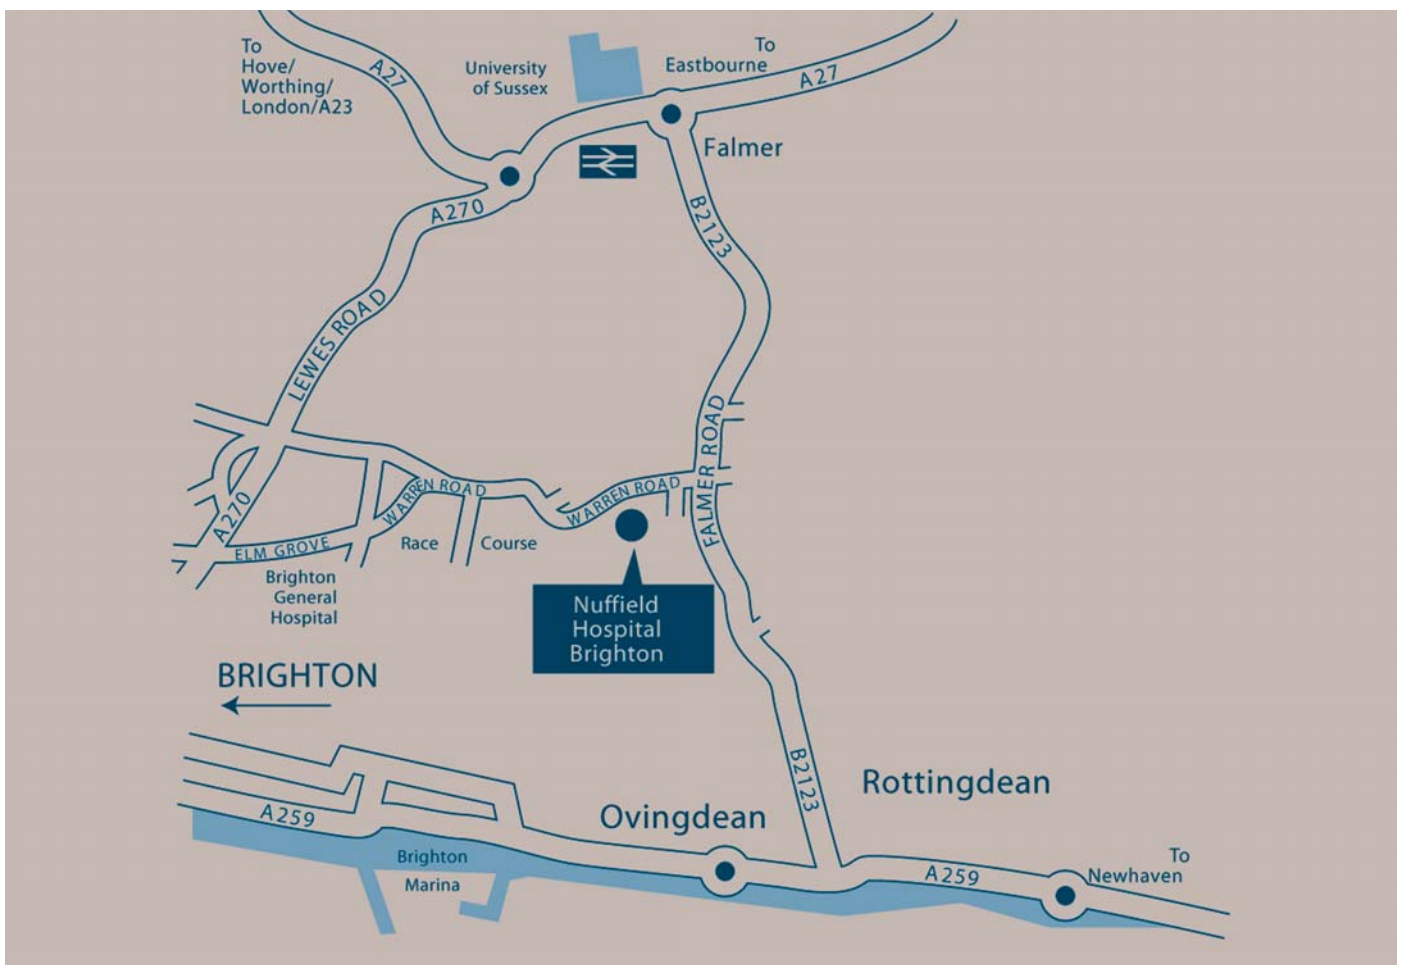 To
Hove/
Worthing/
London/A23
A27
University
of Sussex
To
Eastbourne
A27
Falmer
A270
B2123
LEWES ROAD
FALMER ROAD
WARREN ROAD
WARREN ROAD
A270
ELM GROVE
Race Course
Brighton
General
Hospital
Nuffield
Hospital
Brighton
BRIGHTON
B2123
Rottingdean
Ovingdean
A259
Brighton
Marina
A259
To
Newhaven